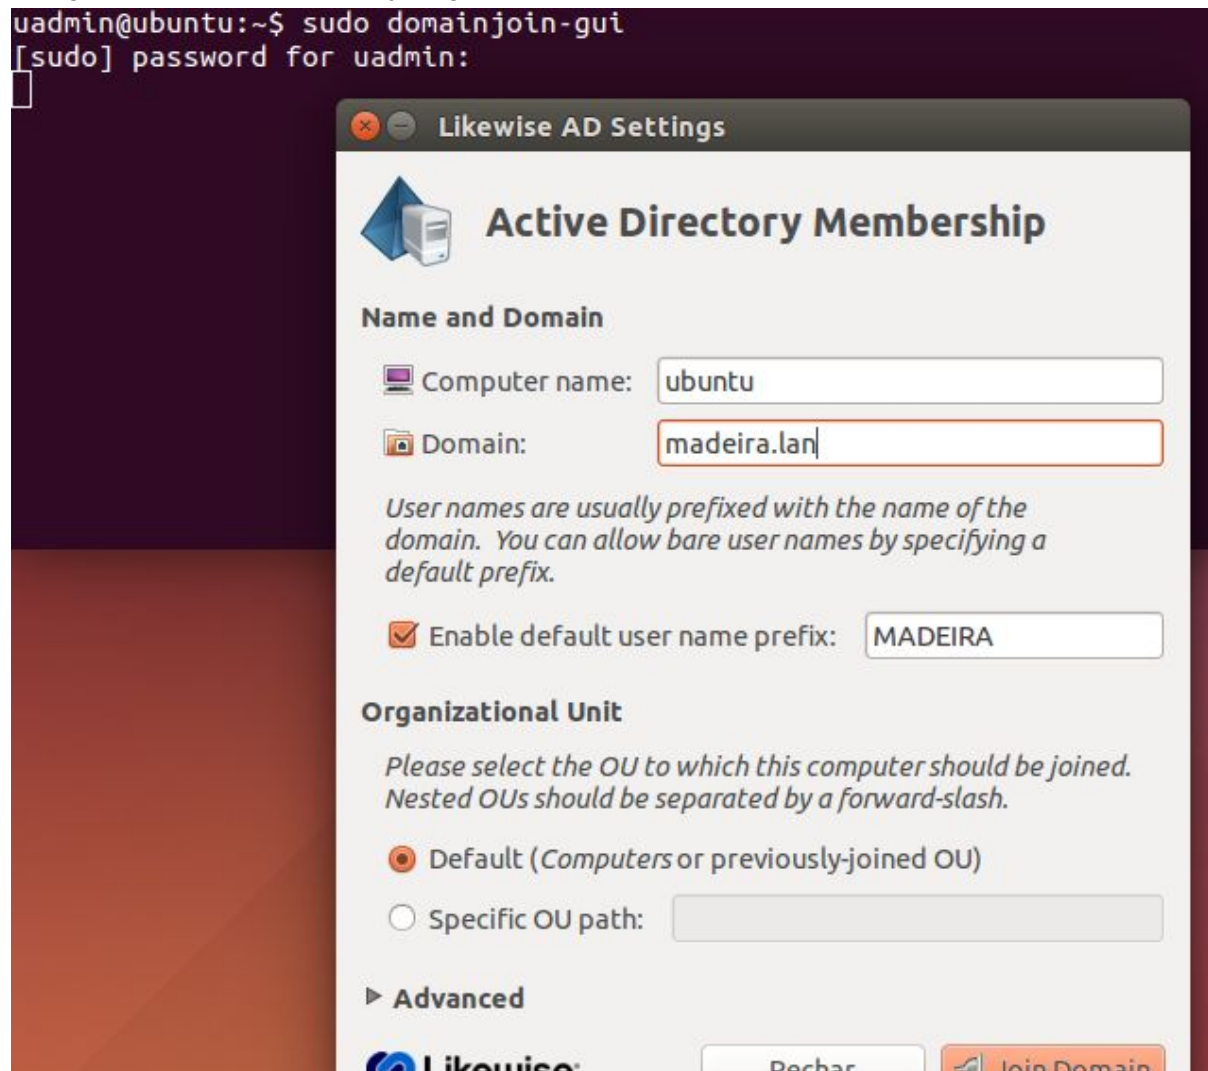 uadmin@ubuntu:~$ sudo domainjoin-gui
[sudo] password for uadmin:
Likewise AD Settings
Active Directory Membership
Name and Domain
Computer name: ubuntu
Domain: madeira.lan
User names are usually prefixed with the name of the
domain. You can allow bare user names by specifying a
default prefix.
Enable default user name prefix: MADEIRA
Organizational Unit
Please select the OU to which this computer should be joined.
Nested OUs should be separated by a forward-slash.
Default (Computers or previously-joined OU)
Specific OU path:
Advanced
Likewise Join Domain